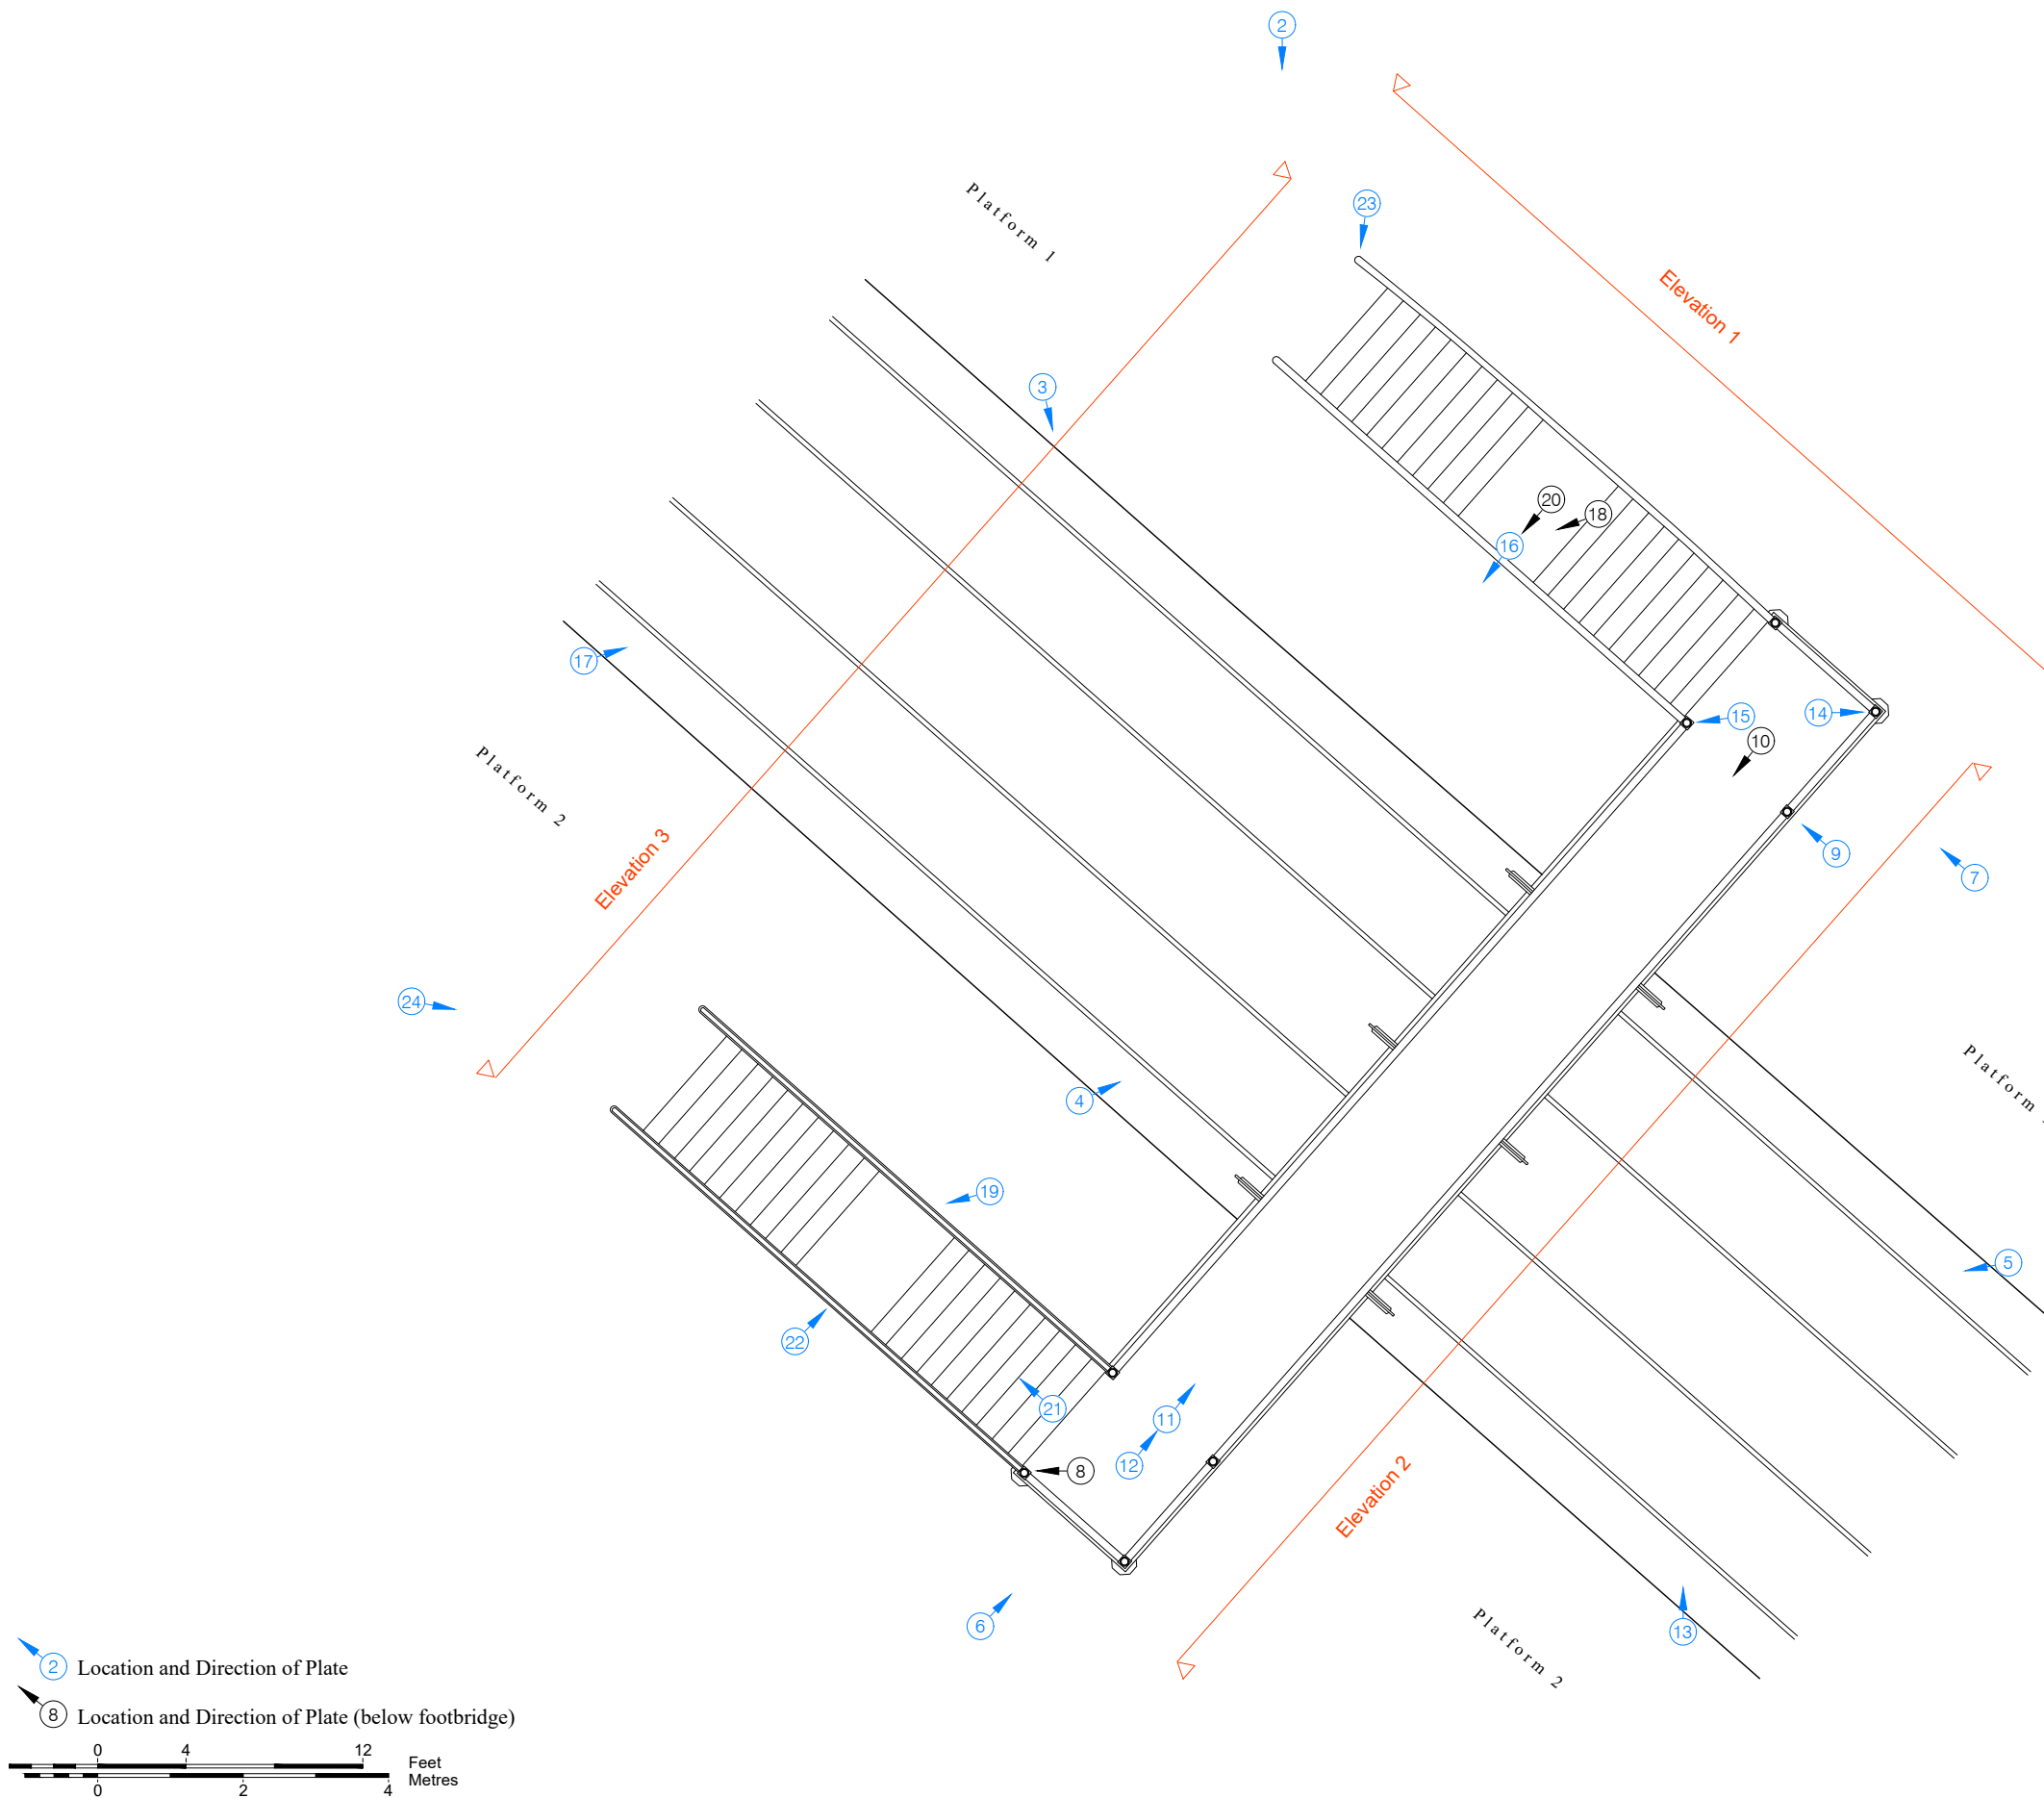 2
23
Platform 1
Elevation 1
3
20
18
16
17
15
14
10
Platform 2
9
7
Elevation 3
24
Platform
4
19
5
22
21
11
12
8
Elevation 2
6
13
Platform 2
2 Location and Direction of Plate
8 Location and Direction of Plate (below footbridge)
0 4 12 Feet
Metres
0 2 4